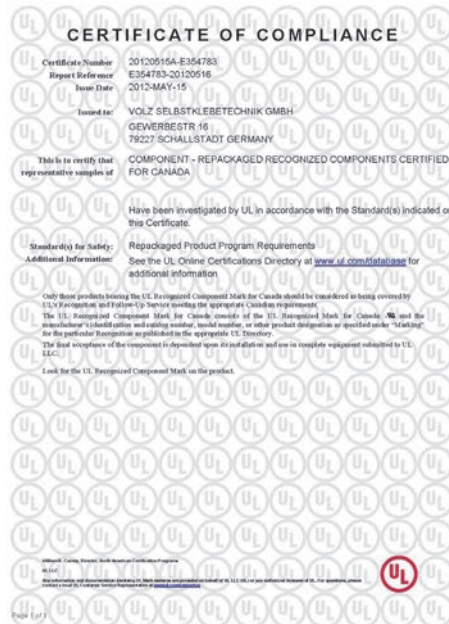 CERTIFICATE OF COMPLIANCE
Certificate Number 20120515A-E354783
Report Reference E354783-20120516
Issue Date 2012-MAY-15
Issued to: VOLZ SELBSTKLEBETECHNIK GMBH
GEWERBESTR 16
79227 SCHALLSTADT GERMANY
This is to certify that COMPONENT - REPACKAGED RECOGNIZED COMPONENTS CERTIFIED
representative samples of FOR CANADA
Have been investigated by UL in accordance with the Standard(s) indicated on
this Certificate.
Standard(s) for Safety: Repackaged Product Program Requirements
Additional Information: See the UL Online Certifications Directory at www.ul.com/database for
additional information
Only those products bearing the UL Recognized Component Mark for Canada should be considered as being covered by
UL's Recognition and Follow-Up Service meeting the appropriate Canadian requirements.
The UL Recognized Component Mark for Canada consists of the UL Recognized Mark for Canada: and the
manufacturer's identification and catalog number, model number, or other product designation as specified under "Marking"
for the particular Recognition as published in the appropriate UL Directory.
The final acceptance of the component is dependent upon its installation and use in complete equipment submitted to UL
LLC.
Look for the UL Recognized Component Mark on the product.
Director, North American Certification Programs
UL LLC
UL
Page 1 of 1